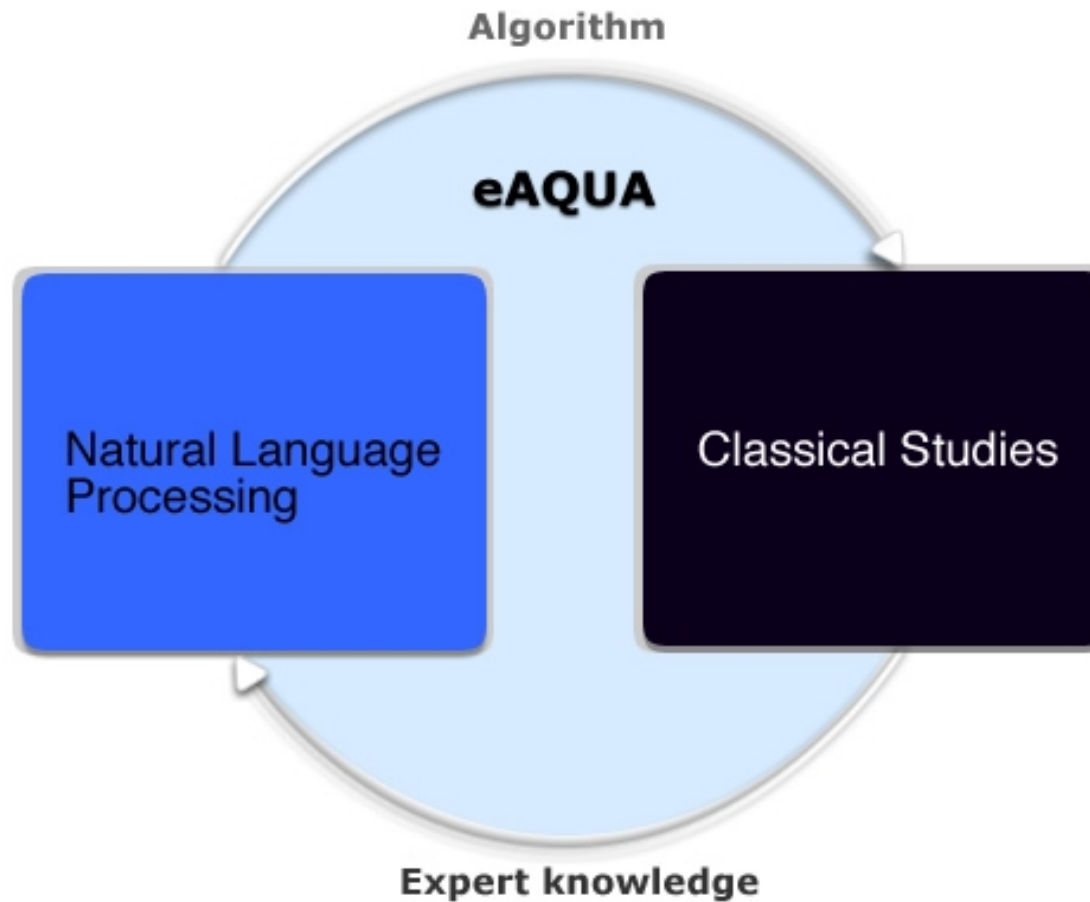 Algorithm
eAQUA
Natural Language
Processing
Classical Studies
Expert knowledge